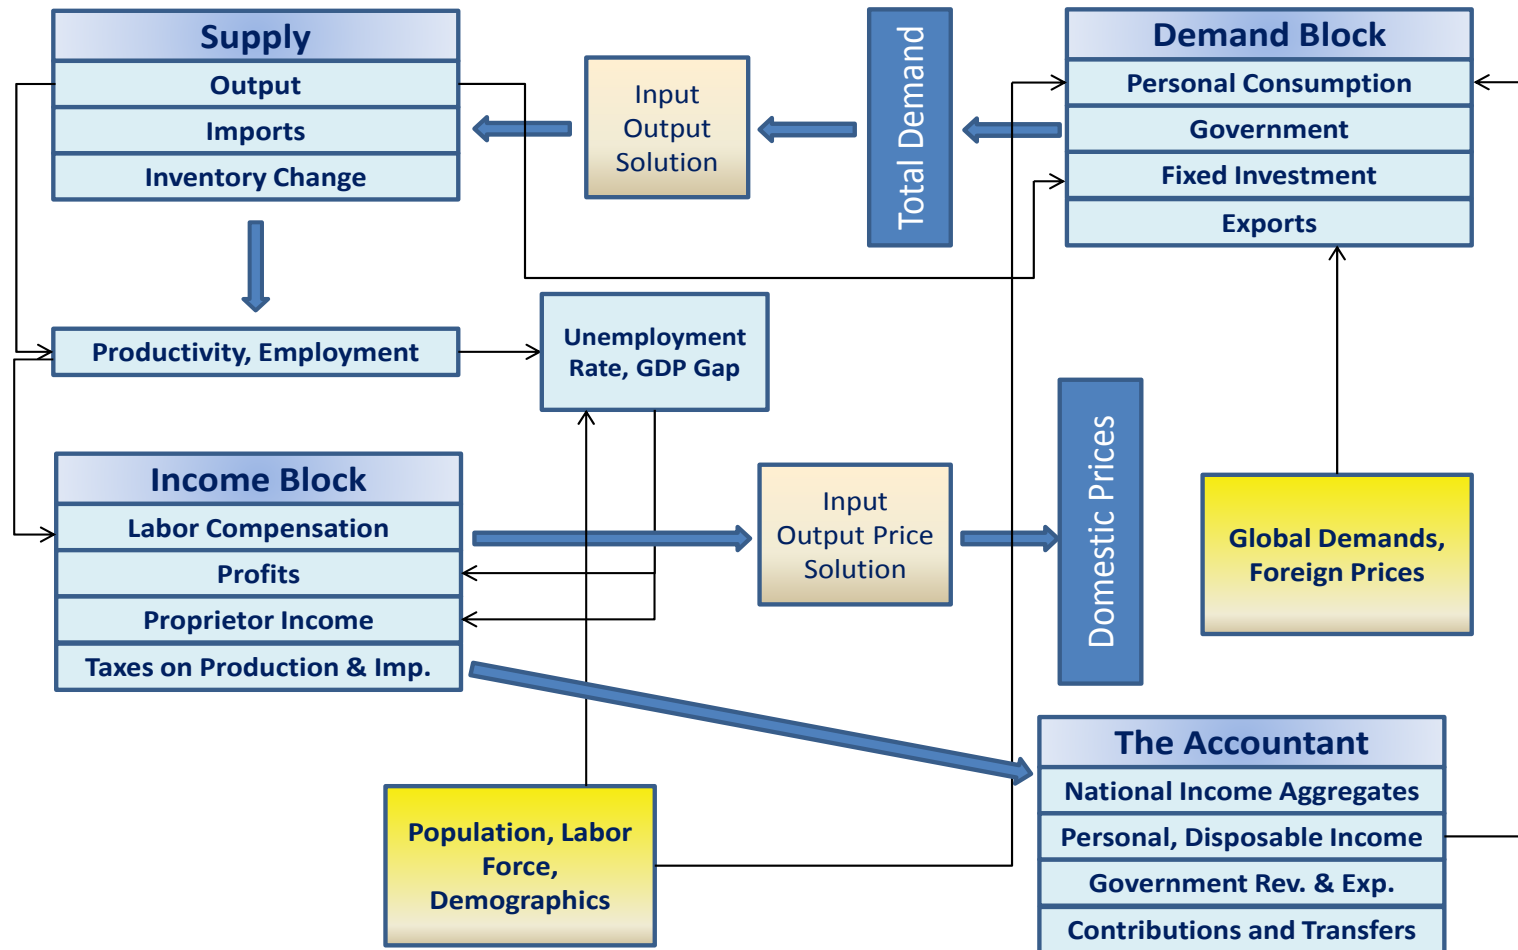 Supply
Output
Imports
Inventory Change
Input
Output
Solution
Total Demand
Demand Block
Personal Consumption
Government
Fixed Investment
Exports
Productivity, Employment
Unemployment
Rate, GDP Gap
Income Block
Labor Compensation
Profits
Proprietor Income
Taxes on Production & Imp.
Input
Output Price
Solution
Domestic Prices
Global Demands,
Foreign Prices
Population, Labor
Force,
Demographics
The Accountant
National Income Aggregates
Personal, Disposable Income
Government Rev. & Exp.
Contributions and Transfers